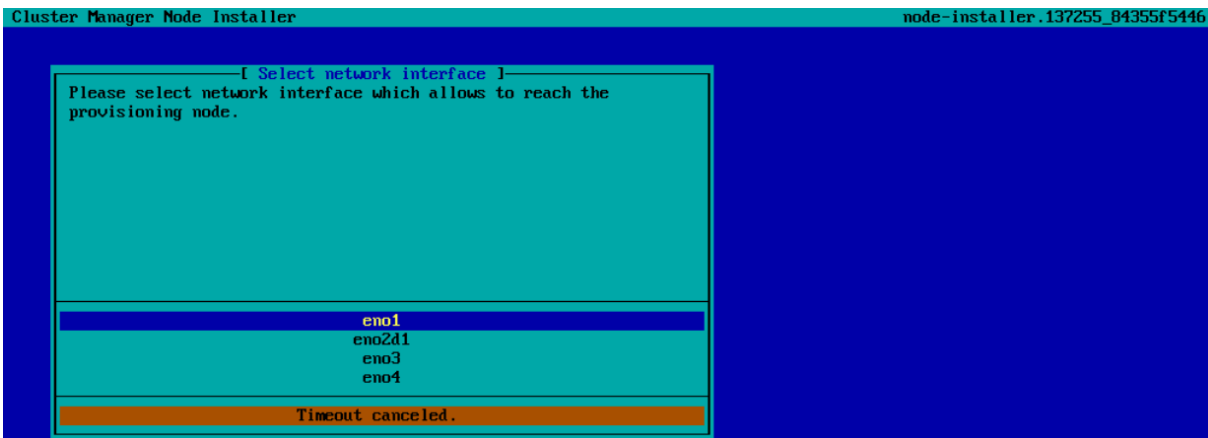 Cluster Manager Node Installer node-installer.137255_84355f5446
[ Select network interface ]
Please select network interface which allows to reach the
provisioning node.
eno1
eno2d1
eno3
eno4
Timeout canceled.